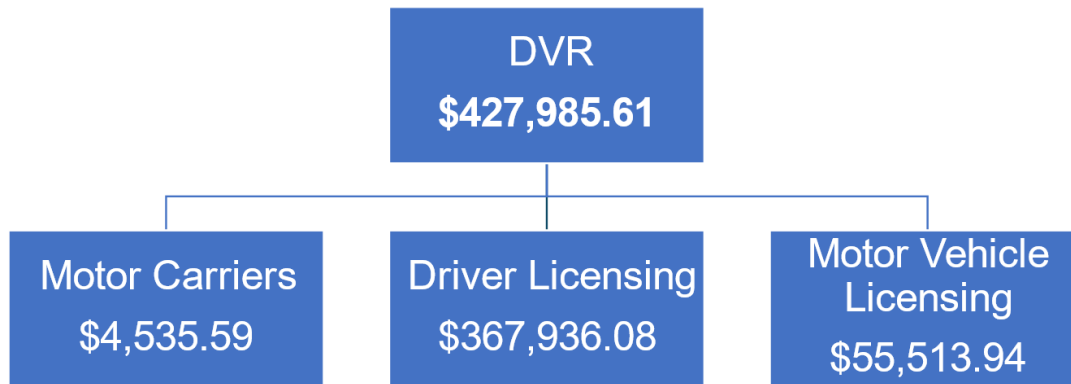 DVR
$427,985.61
Motor Carriers
$4,535.59
Driver Licensing
$367,936.08
Motor Vehicle
Licensing
$55,513.94